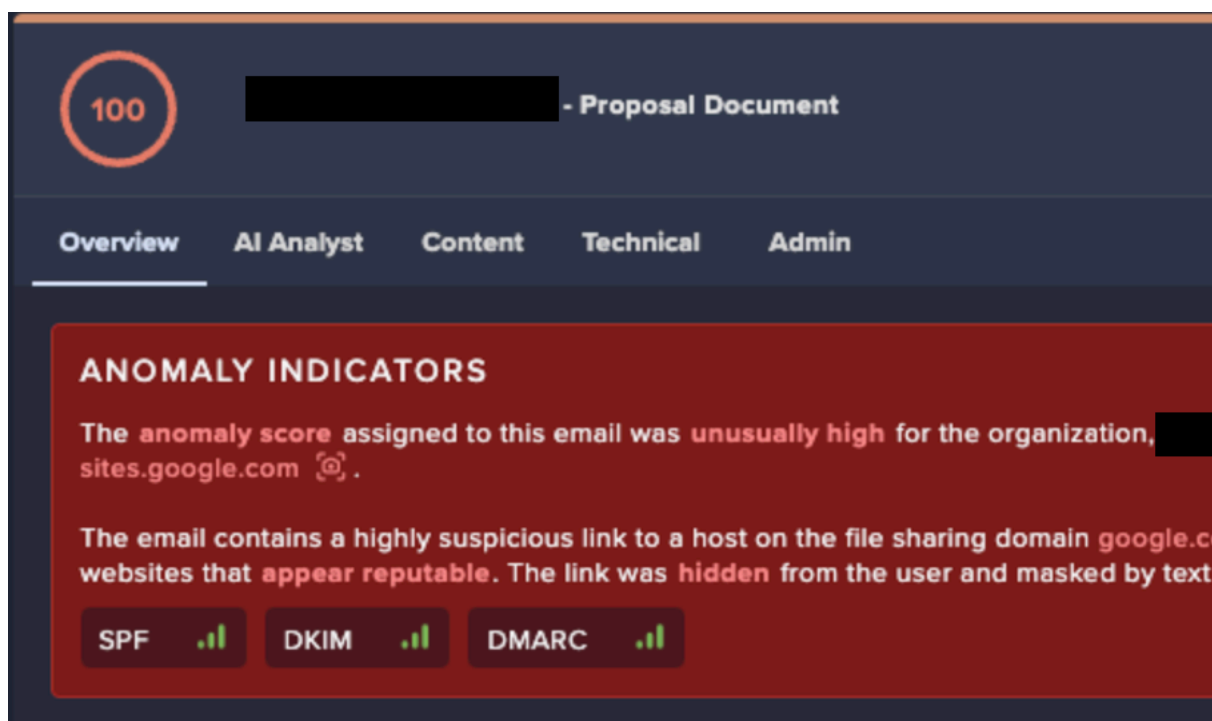 100
- Proposal Document
Overview AI Analyst Content Technical Admin
ANOMALY INDICATORS
The anomaly score assigned to this email was unusually high for the organization,
sites.google.com .
The email contains a highly suspicious link to a host on the file sharing domain google.c
websites that appear reputable. The link was hidden from the user and masked by text
SPF DKIM DMARC